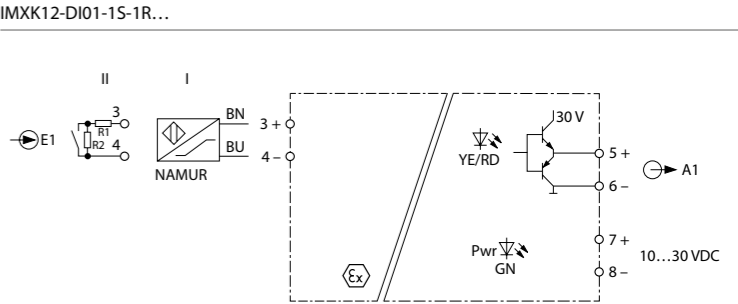 IMXK12-DI01-1S-1R…
II I
30 V
3 BN 3 +
E1 R1
R2 4 BU 4 –
NAMUR
YE/RD
5 +
6 – A1
7 +
Pwr 10…30 VDC
GN
εx 8 –